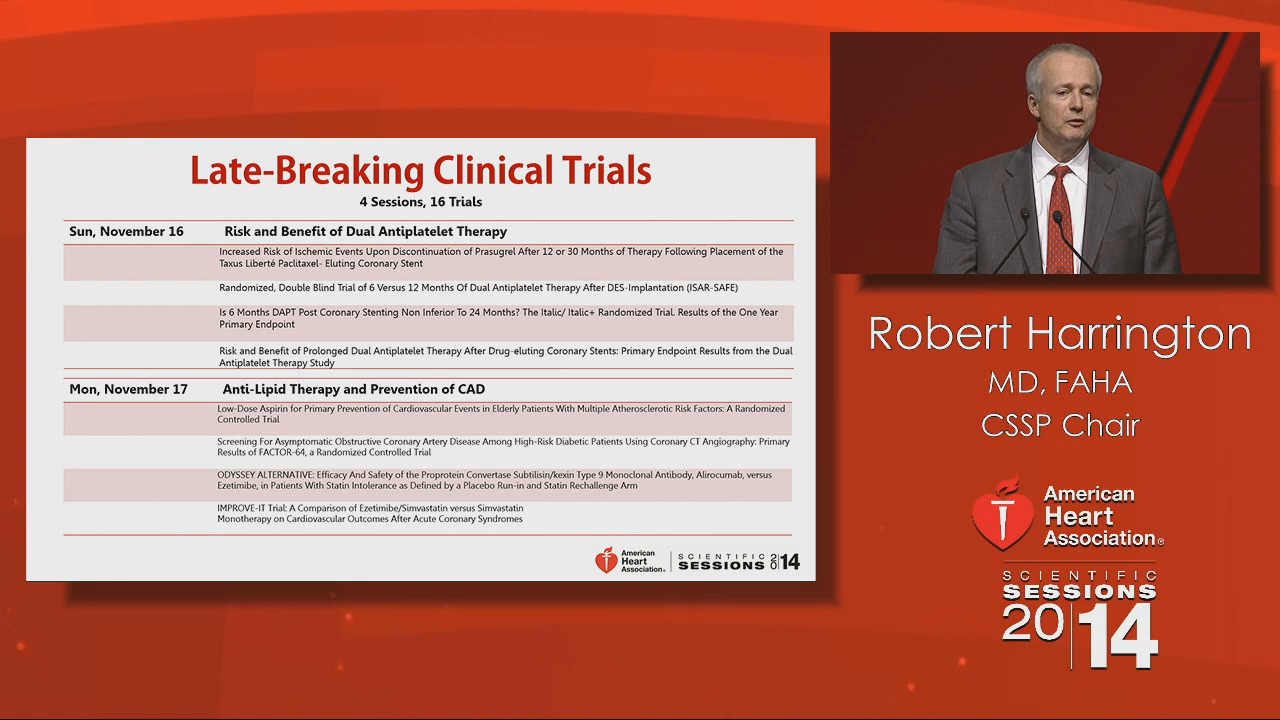 Late-Breaking Clinical Trials
4 Sessions, 16 Trials
Sun, November 16 Risk and Benefit of Dual Antiplatelet Therapy
Increased Risk of Ischemic Events Upon Discontinuation of Prasugrel After 12 or 30 Months of Therapy Following Placement of the
Taxus Liberté Paclitaxel- Eluting Coronary Stent
Randomized, Double Blind Trial of 6 Versus 12 Months Of Dual Antiplatelet Therapy After DES-Implantation (ISAR-SAFE)
Is 6 Months DAPT Post Coronary Stenting Non Inferior To 24 Months? The Italic/ Italic+ Randomized Trial. Results of the One Year
Primary Endpoint
Risk and Benefit of Prolonged Dual Antiplatelet Therapy After Drug-eluting Coronary Stents: Primary Endpoint Results from the Dual
Antiplatelet Therapy Study
Mon, November 17 Anti-Lipid Therapy and Prevention of CAD
Low-Dose Aspirin for Primary Prevention of Cardiovascular Events in Elderly Patients With Multiple Atherosclerotic Risk Factors: A Randomized
Controlled Trial
Screening For Asymptomatic Obstructive Coronary Artery Disease Among High-Risk Diabetic Patients Using Coronary CT Angiography: Primary
Results of FACTOR-64, a Randomized Controlled Trial
ODYSSEY ALTERNATIVE: Efficacy And Safety of the Proprotein Convertase Subtilisin/kexin Type 9 Monoclonal Antibody, Alirocumab, versus
Ezetimibe, in Patients With Statin Intolerance as Defined by a Placebo Run-in and Statin Rechallenge Arm
IMPROVE-IT Trial: A Comparison of Ezetimibe/Simvastatin versus Simvastatin
Monotherapy on Cardiovascular Outcomes After Acute Coronary Syndromes
American
Heart
Association®
SCIENTIFIC
SESSIONS 20|14
Robert Harrington
MD, FAHA
CSSP Chair
American
Heart
Association®
SCIENTIFIC
SESSIONS
20|14